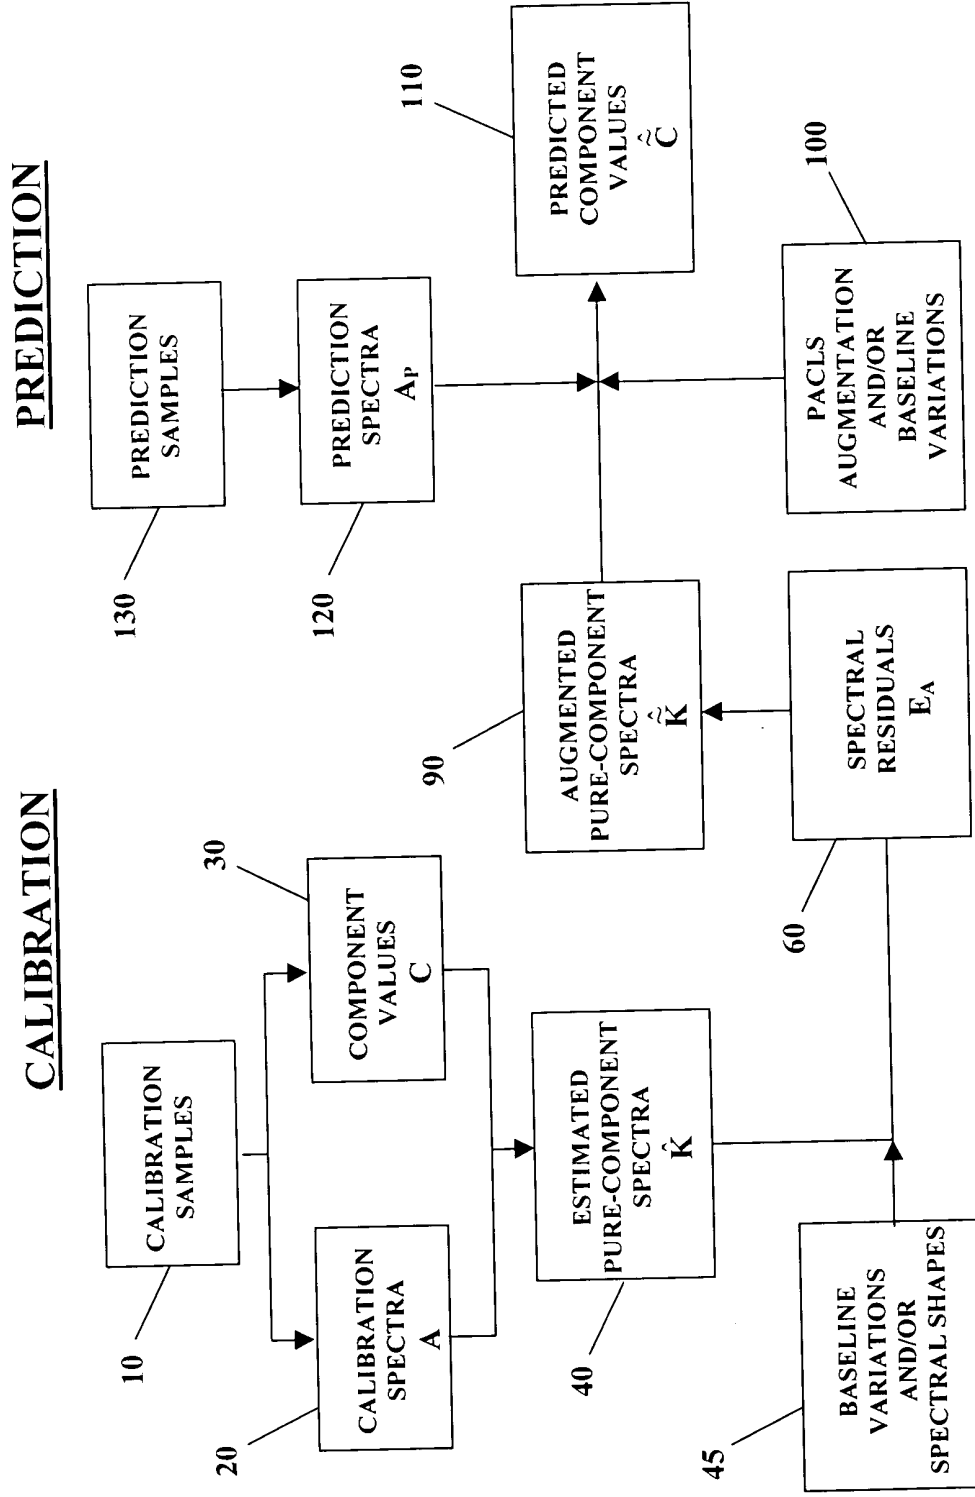 CALIBRATION
CALIBRATION
SAMPLES
10
CALIBRATION
SPECTRA
A
20
COMPONENT
VALUES
C
30
ESTIMATED
PURE-COMPONENT
SPECTRA
K̂
40
BASELINE
VARIATIONS
AND/OR
SPECTRAL SHAPES
45
SPECTRAL
RESIDUALS
E_A
60
AUGMENTED
PURE-COMPONENT
SPECTRA
K̃̂
90
PREDICTION
PREDICTION
SAMPLES
130
PREDICTION
SPECTRA
A_P
120
PACLS
AUGMENTATION
AND/OR
BASELINE
VARIATIONS
100
PREDICTED
COMPONENT
VALUES
C̃̂
110